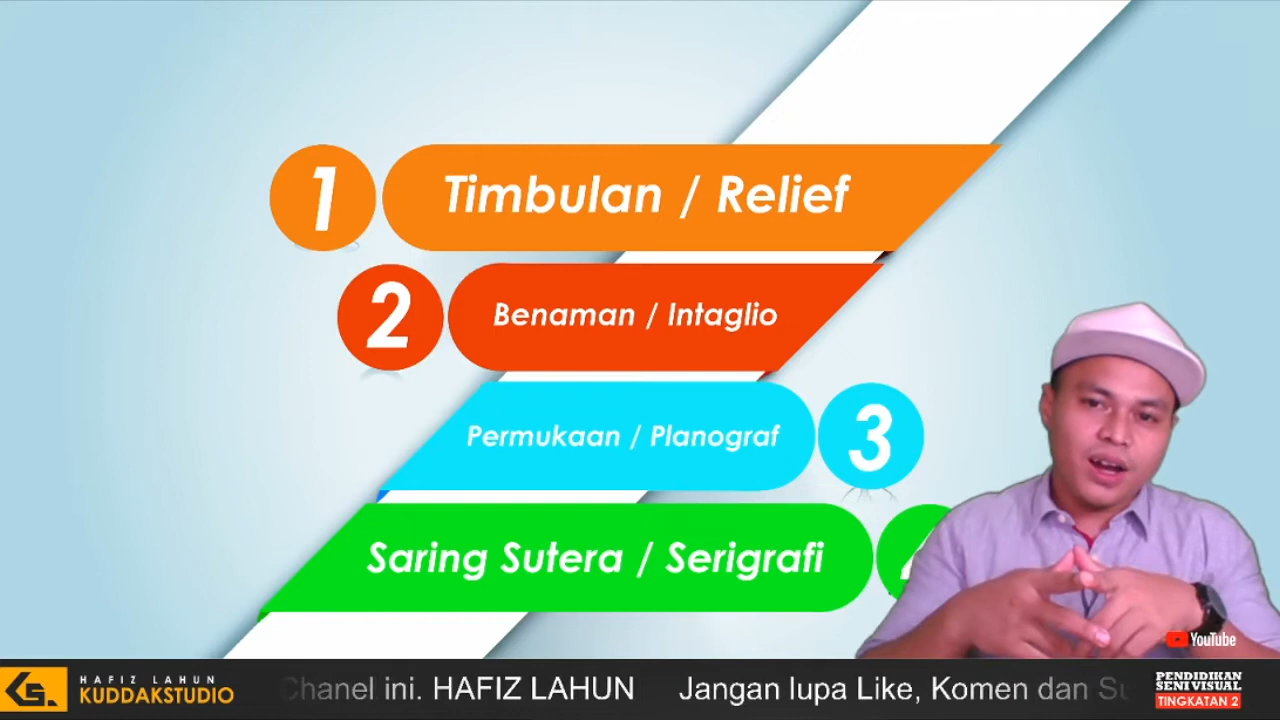 1
Timbulan / Relief
2
Benaman / Intaglio
Permukaan / Planograf
3
Saring Sutera / Serigrafi
YouTube
HAFIZ LAHUN
KUDDAKSTUDIO
Chanel ini. HAFIZ LAHUN Jangan lupa Like, Komen dan
PENDIDIKAN
SENI VISUAL
TINGKATAN 2